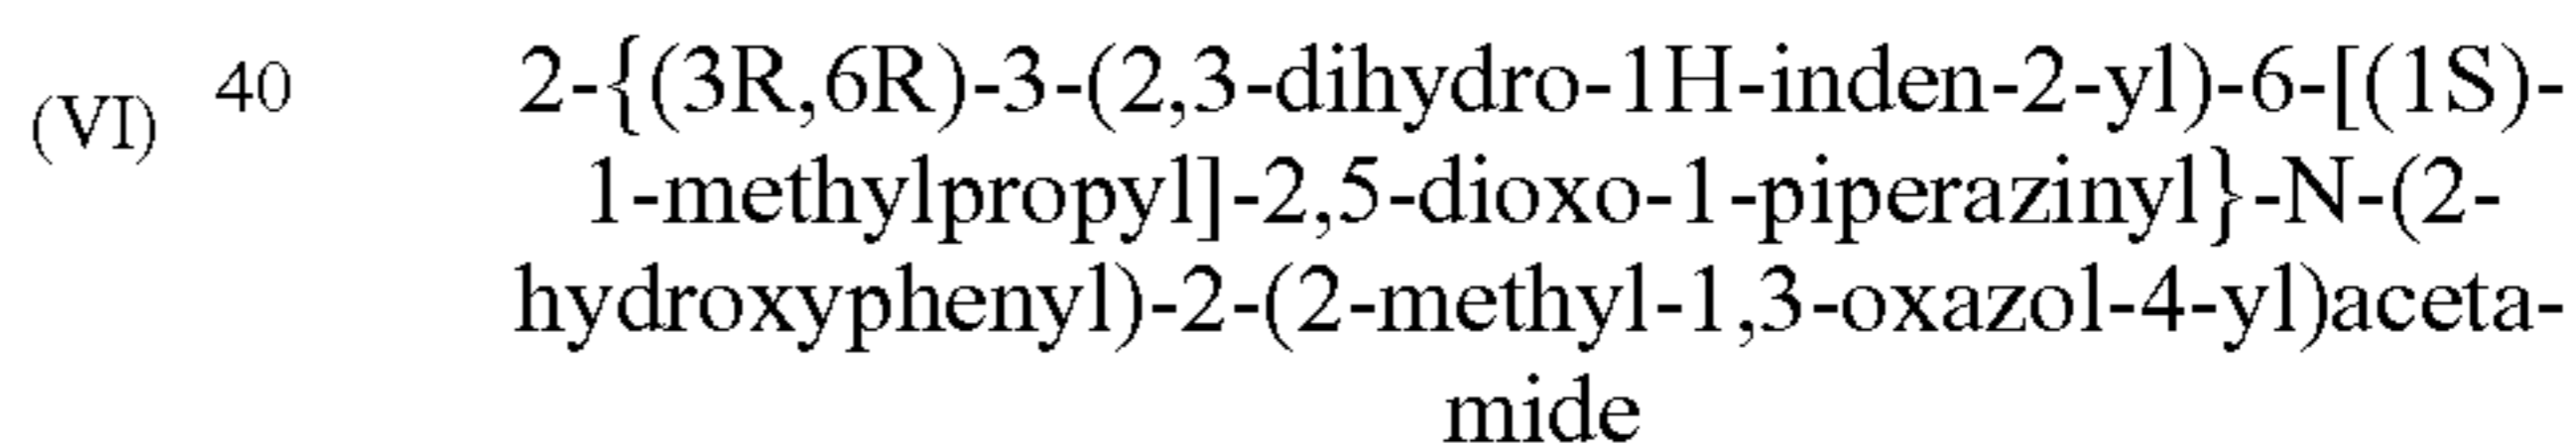 (VI) 40 2-{(3R,6R)-3-(2,3-dihydro-1H-inden-2-yl)-6-[(1S)-
1-methylpropyl]-2,5-dioxo-1-piperazinyl}-N-(2-
hydroxyphenyl)-2-(2-methyl-1,3-oxazol-4-yl)aceta-
mide